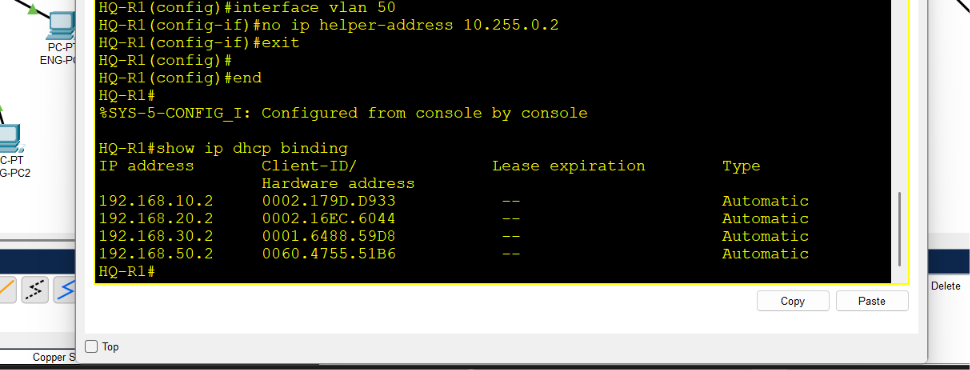 HQ-R1(config)#interface vlan 50
HQ-R1(config-if)#no ip helper-address 10.255.0.2
HQ-R1(config-if)#exit
HQ-R1(config)#
HQ-R1(config)#end
HQ-R1#
%SYS-5-CONFIG_I: Configured from console by console
HQ-R1#show ip dhcp binding
IP address Client-ID/ Lease expiration Type
Hardware address
192.168.10.2 0002.179D.D933 -- Automatic
192.168.20.2 0002.16EC.6044 -- Automatic
192.168.30.2 0001.6488.59D8 -- Automatic
192.168.50.2 0060.4755.51B6 -- Automatic
HQ-R1#
Copy Paste
Top
PC-PT
ENG-PC
C-PT
G-PC2
Delete
Copper S